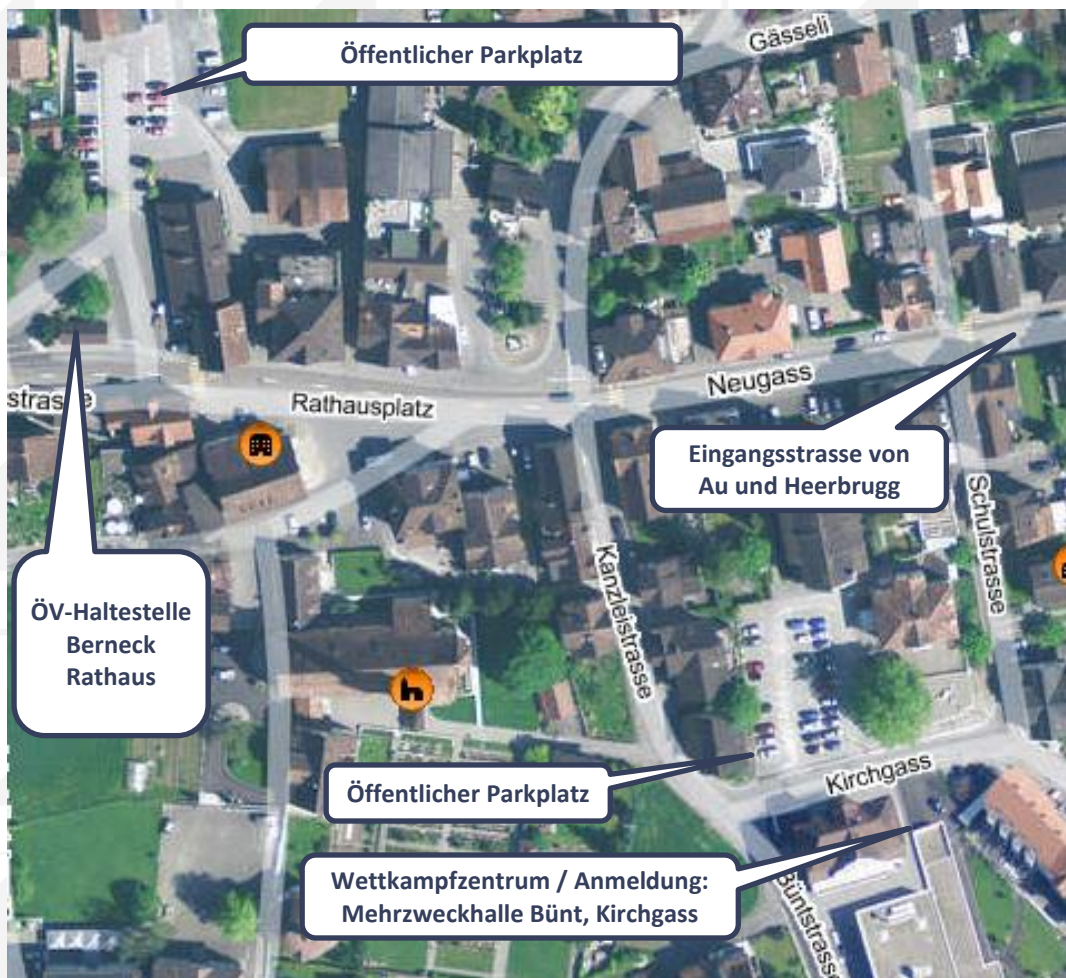 Öffentlicher Parkplatz
Gässeli
Neugass
strasse
Rathausplatz
Eingangsstrasse von
Au und Heerbrugg
Schulstrasse
Kanzleistrasse
ÖV-Haltestelle
Berneck
Rathaus
Kirchgass
Öffentlicher Parkplatz
Wettkampfzentrum / Anmeldung:
Mehrzweckhalle Bünt, Kirchgass
Büntstrasse